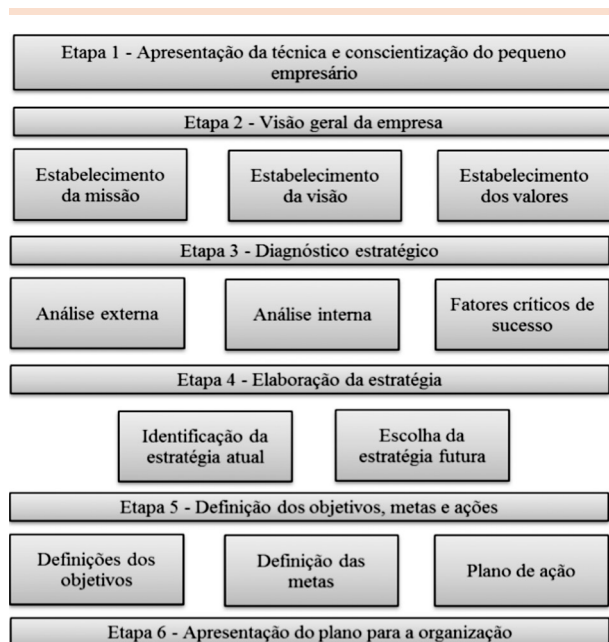 Etapa 1 - Apresentação da técnica e conscientização do pequeno
empresário
Etapa 2 - Visão geral da empresa
Estabelecimento
da missão
Estabelecimento
da visão
Estabelecimento
dos valores
Etapa 3 - Diagnóstico estratégico
Análise externa
Análise interna
Fatores críticos de
sucesso
Etapa 4 - Elaboração da estratégia
Identificação da
estratégia atual
Escolha da
estratégia futura
Etapa 5 - Definição dos objetivos, metas e ações
Definições dos
objetivos
Definição das
metas
Plano de ação
Etapa 6 - Apresentação do plano para a organização